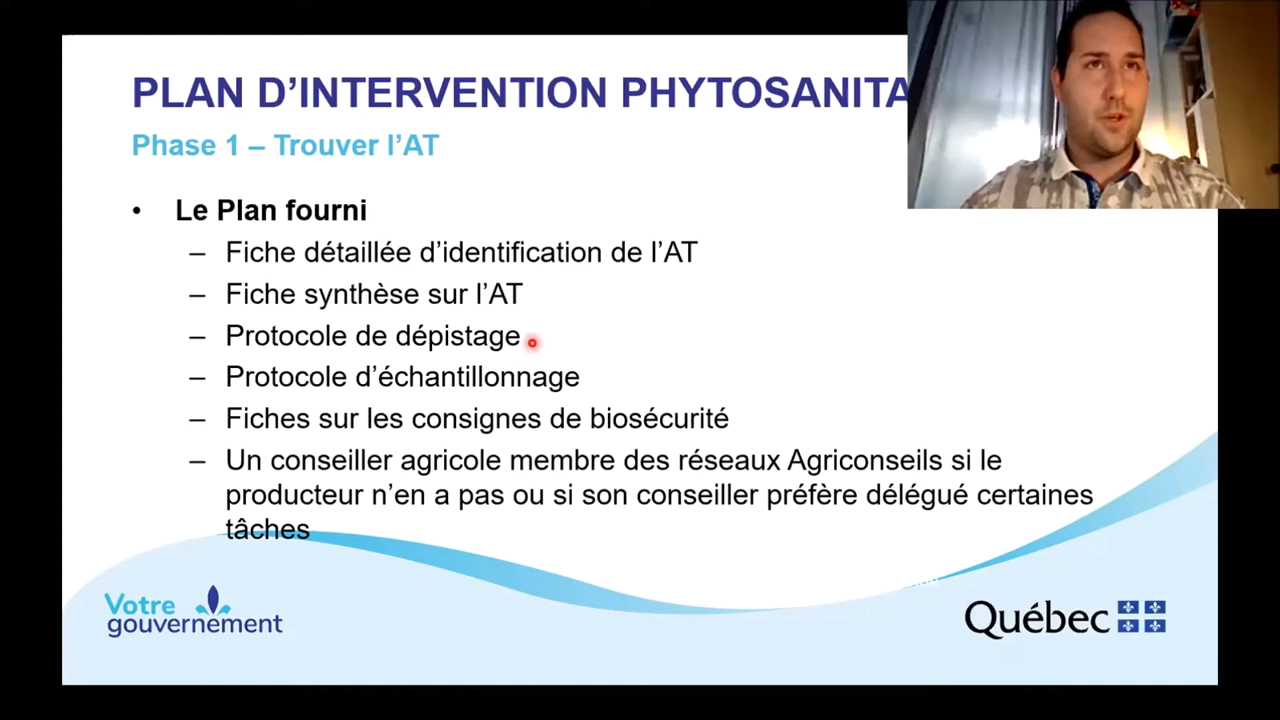 PLAN D’INTERVENTION PHYTOSANITA
Phase 1 – Trouver l’AT
• Le Plan fourni
– Fiche détaillée d’identification de l’AT
– Fiche synthèse sur l’AT
– Protocole de dépistage
– Protocole d’échantillonnage
– Fiches sur les consignes de biosécurité
– Un conseiller agricole membre des réseaux Agriconseils si le
producteur n’en a pas ou si son conseiller préfère délégué certaines
tâches
Votre
gouvernement
Québec